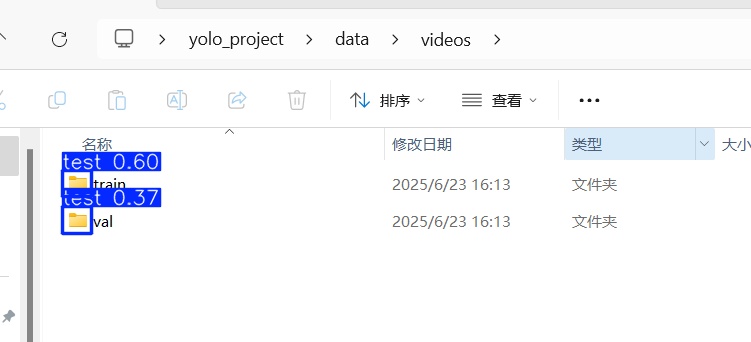 yolo_project data videos
排序 查看
名称 修改日期 类型 大小
test 0.60
train 2025/6/23 16:13 文件夹
test 0.37
val 2025/6/23 16:13 文件夹